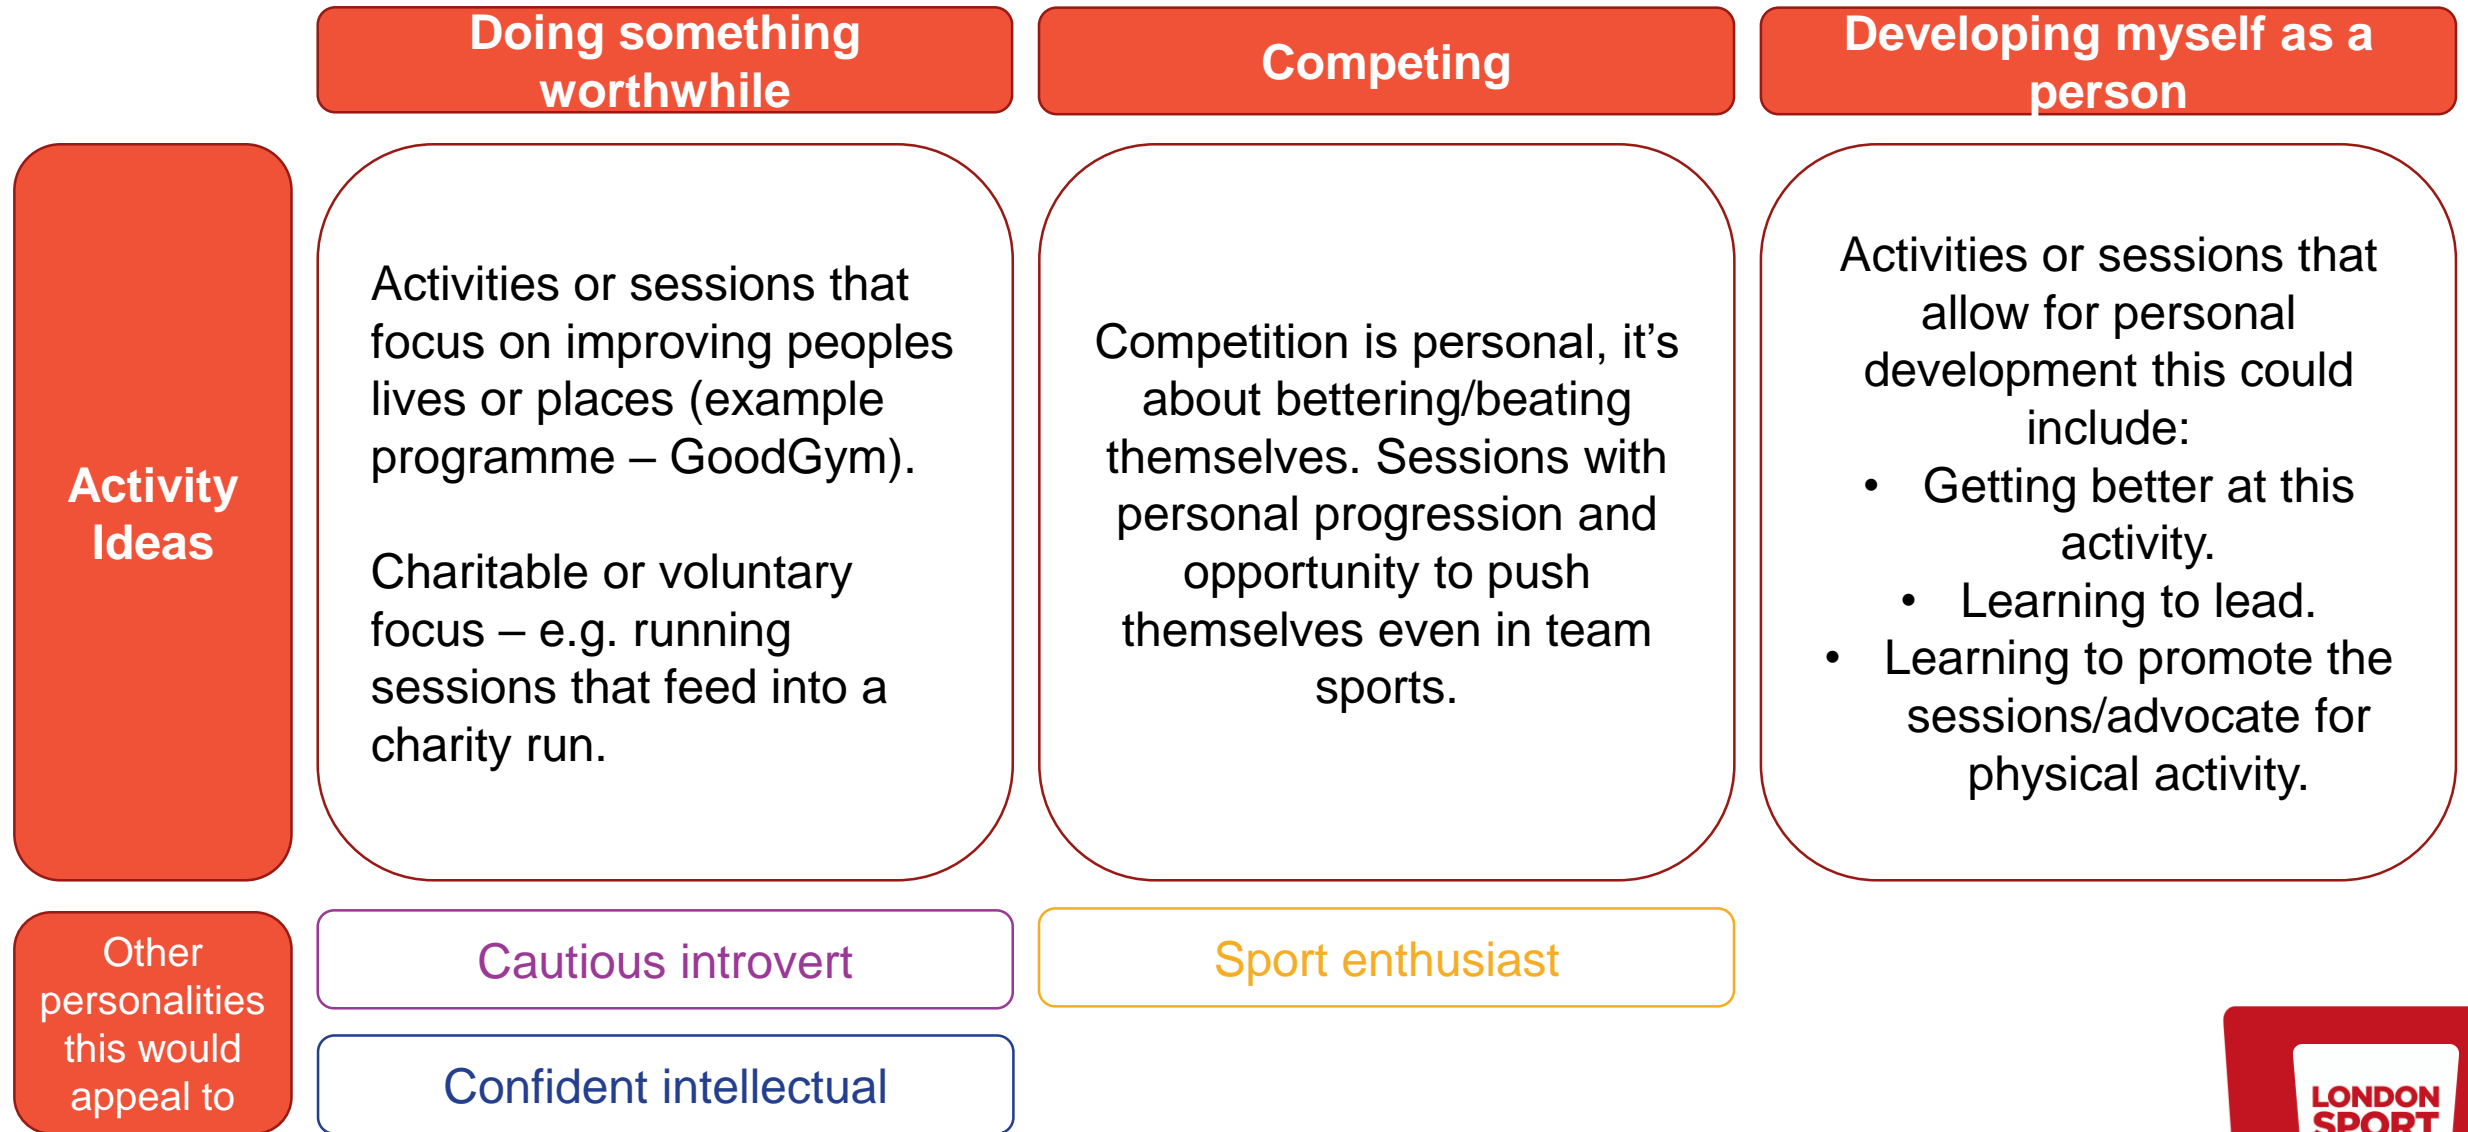 Doing something
worthwhile
Competing
Developing myself as a
person
Activity
Ideas
Activities or sessions that
focus on improving peoples
lives or places (example
programme – GoodGym).
Charitable or voluntary
focus – e.g. running
sessions that feed into a
charity run.
Competition is personal, it’s
about bettering/beating
themselves. Sessions with
personal progression and
opportunity to push
themselves even in team
sports.
Activities or sessions that
allow for personal
development this could
include:
• Getting better at this
activity.
• Learning to lead.
• Learning to promote the
sessions/advocate for
physical activity.
Other
personalities
this would
appeal to
Cautious introvert
Confident intellectual
Sport enthusiast
LONDON
SPORT